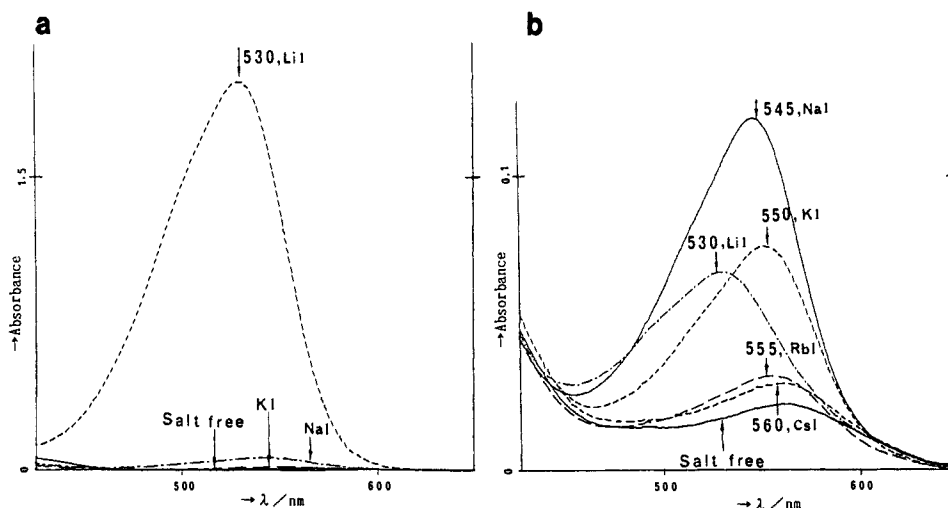 a
530, LiI
1.5
→Absorbance
Salt free
KI
NaI
0
500
600
→ λ / nm
b
545, NaI
0.1
550, KI
530, LiI
→Absorbance
555, RbI
560, CsI
Salt free
0
500
600
→ λ / nm